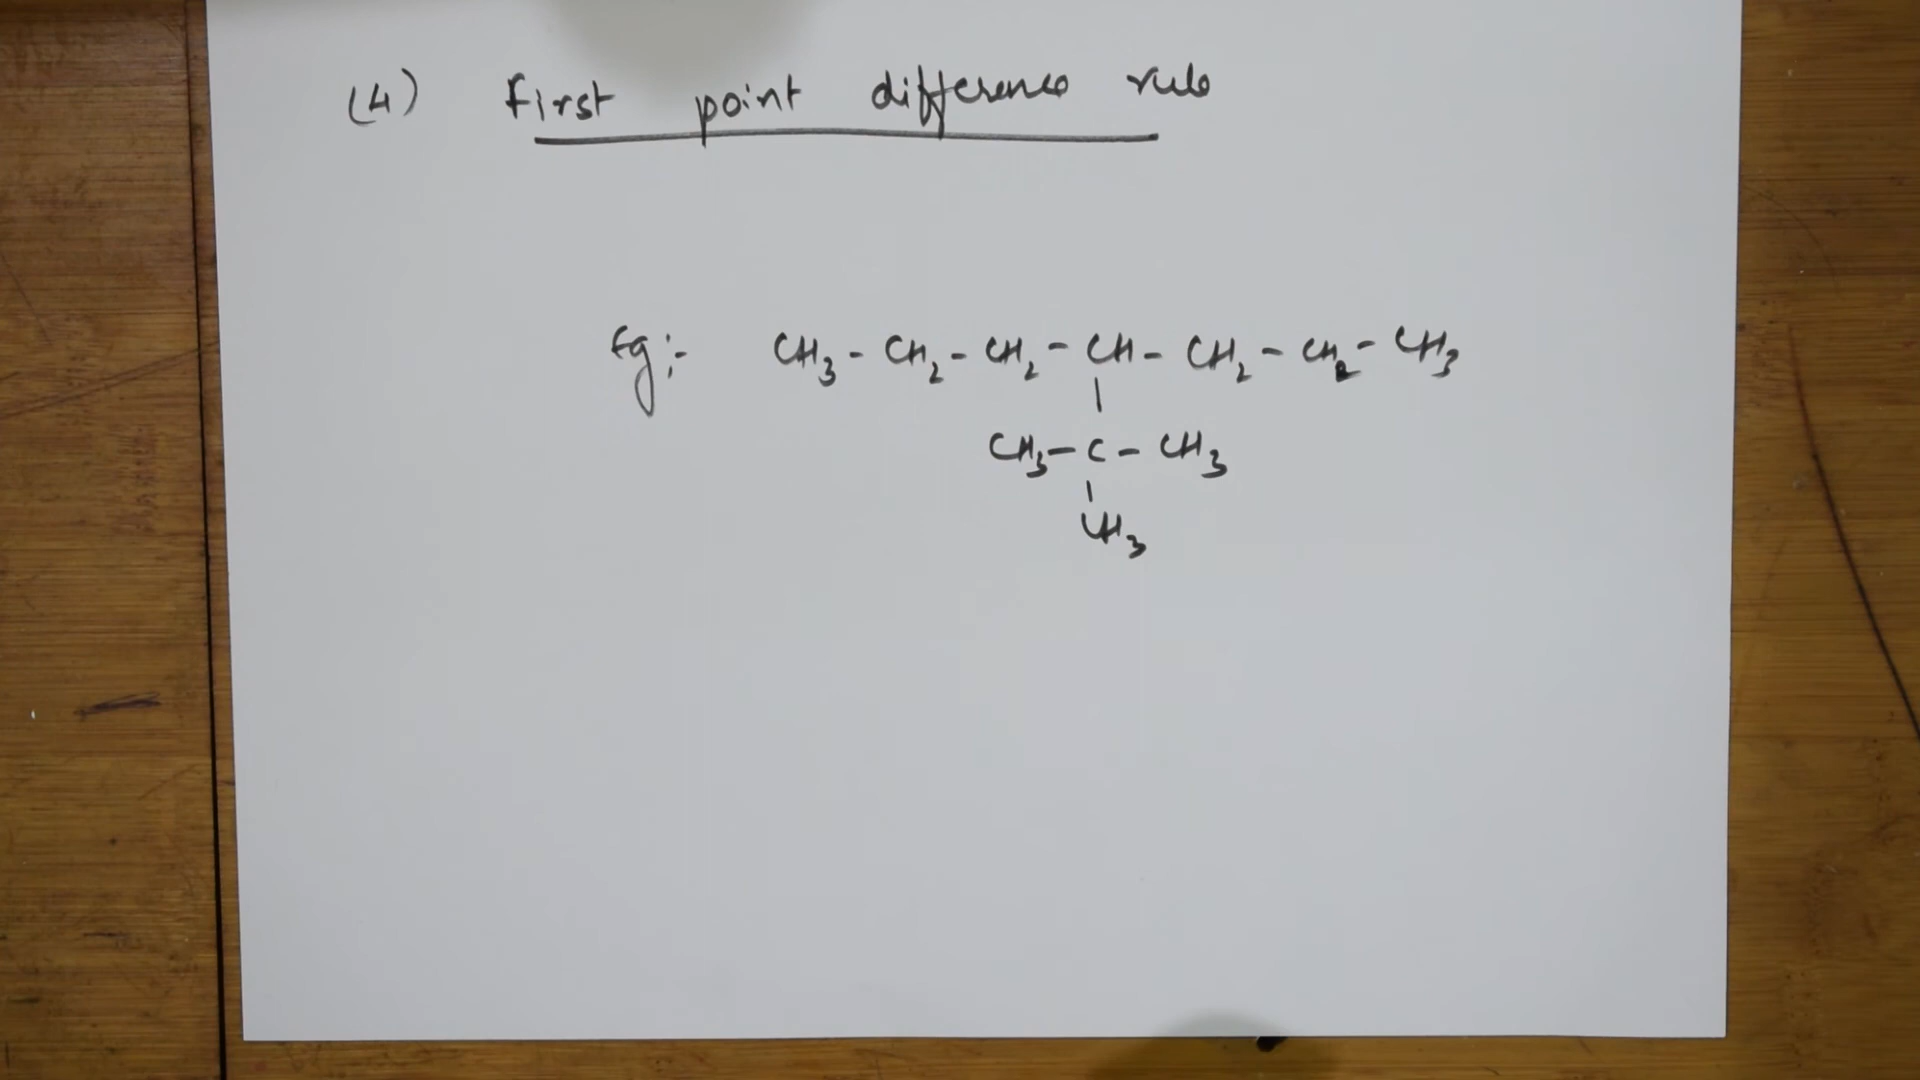 (4) First point difference rule
Eg:- CH₃ - CH₂ - CH₂ - CH - CH₂ - CH₂ - CH₃
|
CH₃ - C - CH₃
|
CH₃